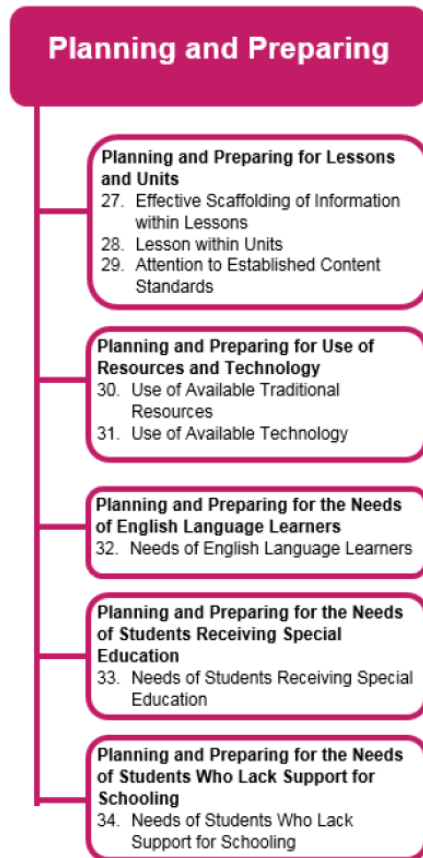 Planning and Preparing
Planning and Preparing for Lessons
and Units
27. Effective Scaffolding of Information
within Lessons
28. Lesson within Units
29. Attention to Established Content
Standards
Planning and Preparing for Use of
Resources and Technology
30. Use of Available Traditional
Resources
31. Use of Available Technology
Planning and Preparing for the Needs
of English Language Learners
32. Needs of English Language Learners
Planning and Preparing for the Needs
of Students Receiving Special
Education
33. Needs of Students Receiving Special
Education
Planning and Preparing for the Needs
of Students Who Lack Support for
Schooling
34. Needs of Students Who Lack
Support for Schooling